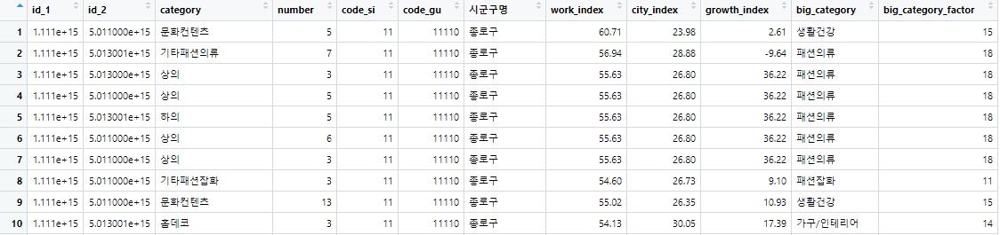 id_1 id_2 category number code_si code_gu 시군구명 work_index city_index growth_index big_category big_category_factor
1 1.111e+15 5.011000e+15 문화컨텐츠 5 11 11110 종로구 60.71 23.98 2.61 생활건강 15
2 1.111e+15 5.013001e+15 기타패션의류 7 11 11110 종로구 56.94 28.88 -9.64 패션의류 18
3 1.111e+15 5.013000e+15 상의 3 11 11110 종로구 55.63 26.80 36.22 패션의류 18
4 1.111e+15 5.011000e+15 상의 5 11 11110 종로구 55.63 26.80 36.22 패션의류 18
5 1.111e+15 5.013001e+15 하의 5 11 11110 종로구 55.63 26.80 36.22 패션의류 18
6 1.111e+15 5.011000e+15 상의 6 11 11110 종로구 55.63 26.80 36.22 패션의류 18
7 1.111e+15 5.011000e+15 상의 3 11 11110 종로구 55.63 26.80 36.22 패션의류 18
8 1.111e+15 5.011000e+15 기타패션잡화 3 11 11110 종로구 54.60 26.73 9.10 패션잡화 11
9 1.111e+15 5.011000e+15 문화컨텐츠 13 11 11110 종로구 55.02 26.35 10.93 생활건강 15
10 1.111e+15 5.013001e+15 홈데코 3 11 11110 종로구 54.13 30.05 17.39 가구/인테리어 14